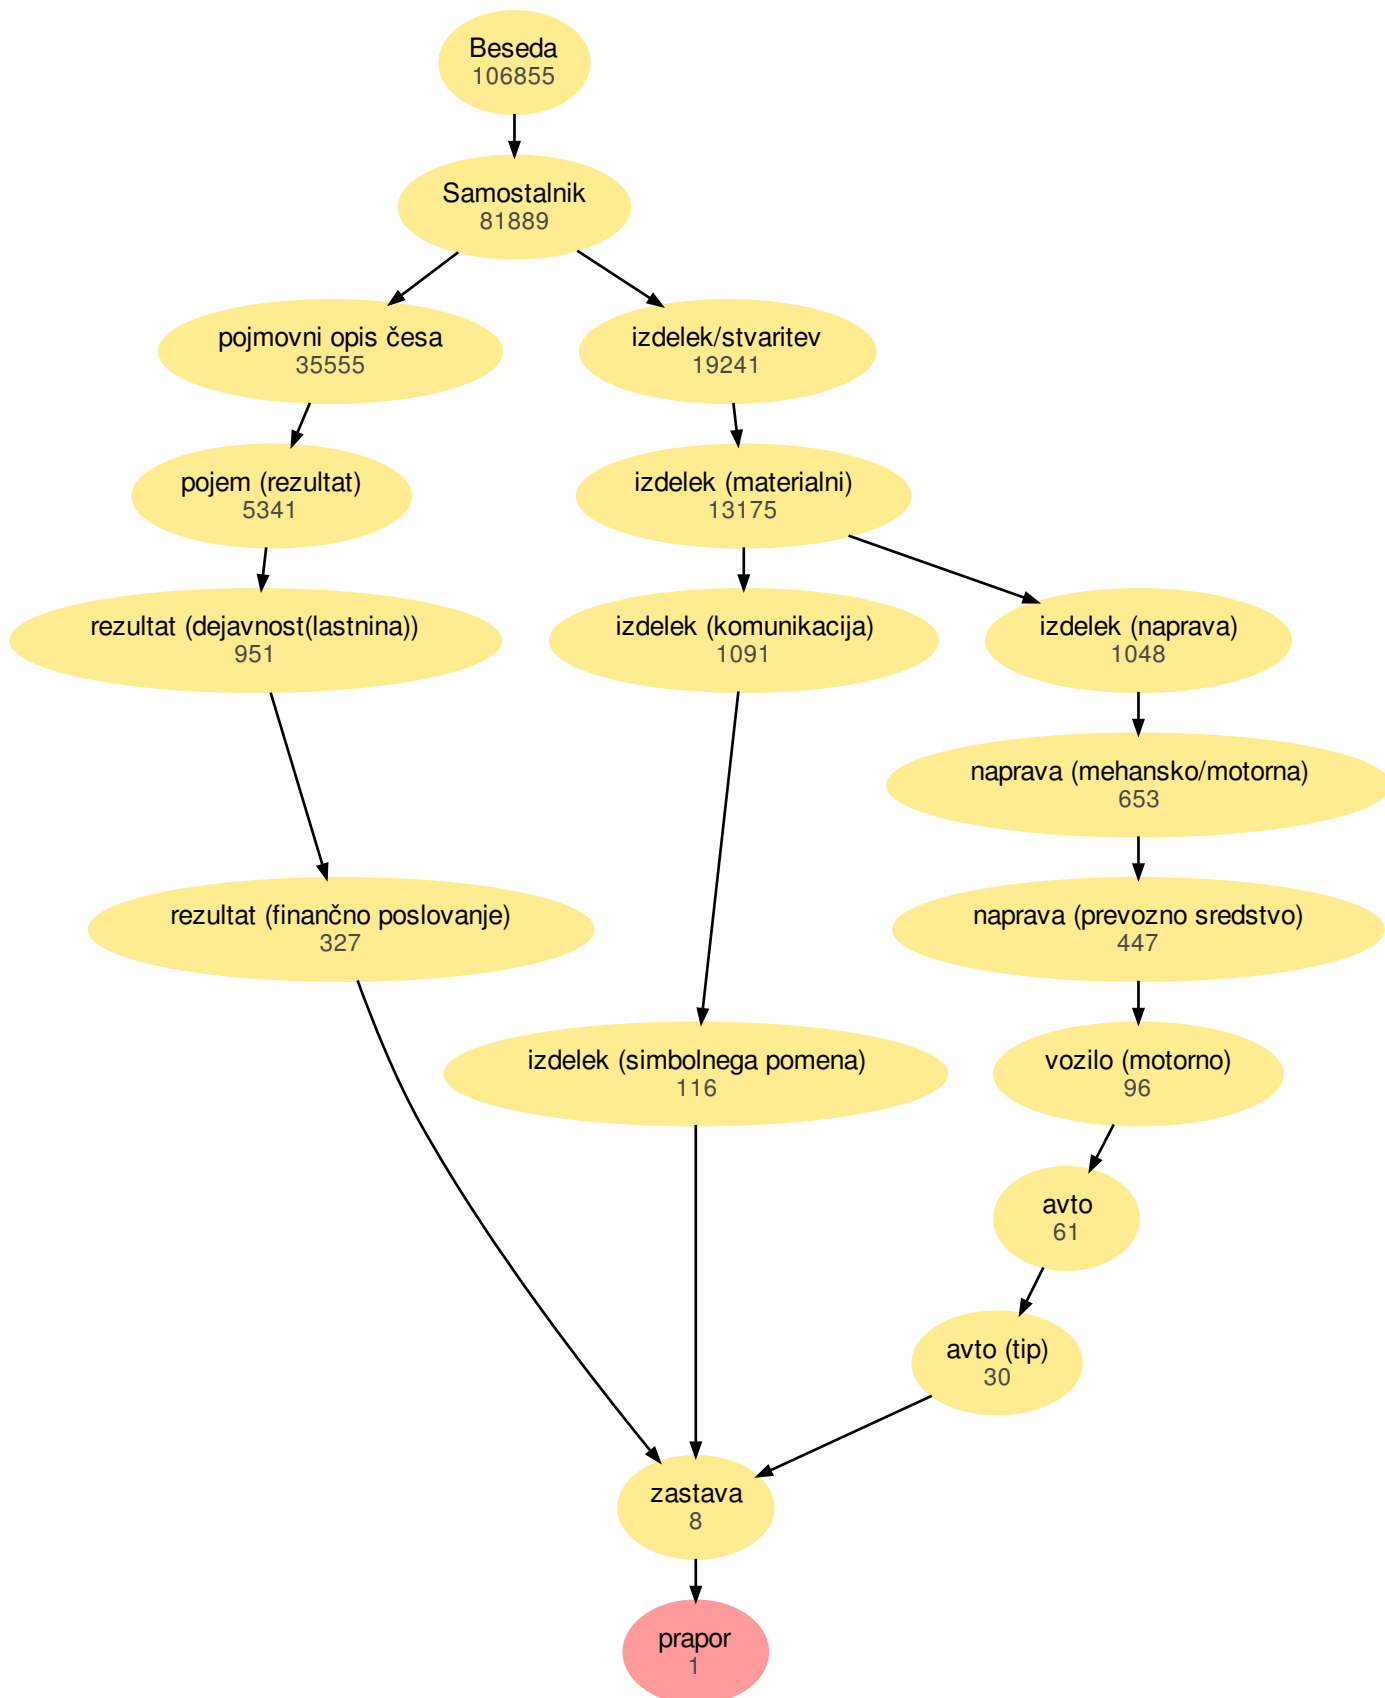 Beseda
106855
Samostalnik
81889
pojmovni opis česa
35555
izdelek/stvaritev
19241
pojem (rezultat)
5341
izdelek (materialni)
13175
rezultat (dejavnost(lastnina))
951
izdelek (komunikacija)
1091
izdelek (naprava)
1048
naprava (mehansko/motorna)
653
rezultat (finančno poslovanje)
327
naprava (prevozno sredstvo)
447
izdelek (simbolnega pomena)
116
vozilo (motorno)
96
avto
61
avto (tip)
30
zastava
8
prapor
1